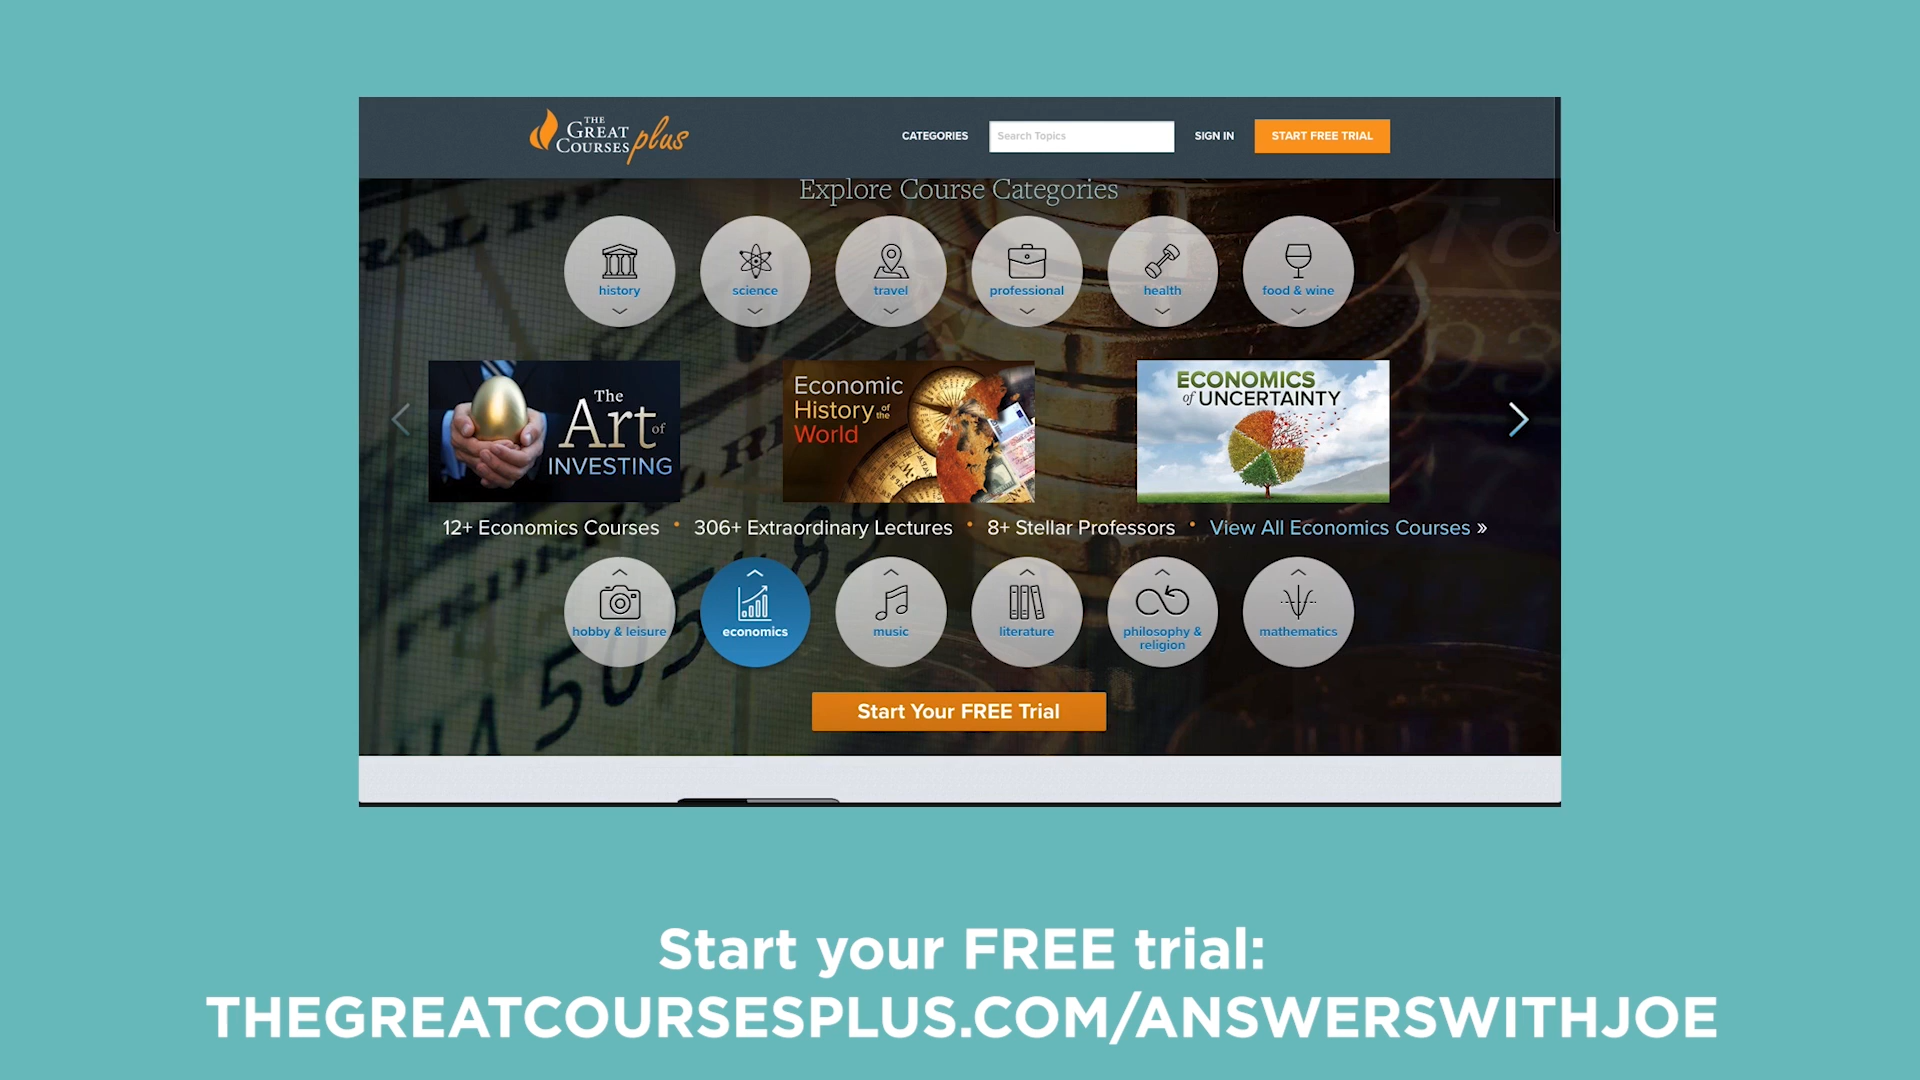 THE
GREAT
COURSES plus
CATEGORIES
Search Topics
SIGN IN
START FREE TRIAL
Explore Course Categories
history
science
travel
professional
health
food & wine
The
Art of
INVESTING
Economic
History of the
World
ECONOMICS
of UNCERTAINTY
12+ Economics Courses • 306+ Extraordinary Lectures • 8+ Stellar Professors • View All Economics Courses »
hobby & leisure
economics
music
literature
philosophy &
religion
mathematics
Start Your FREE Trial
Start your FREE trial:
THEGREATCOURSESPLUS.COM/ANSWERSWITHJOE